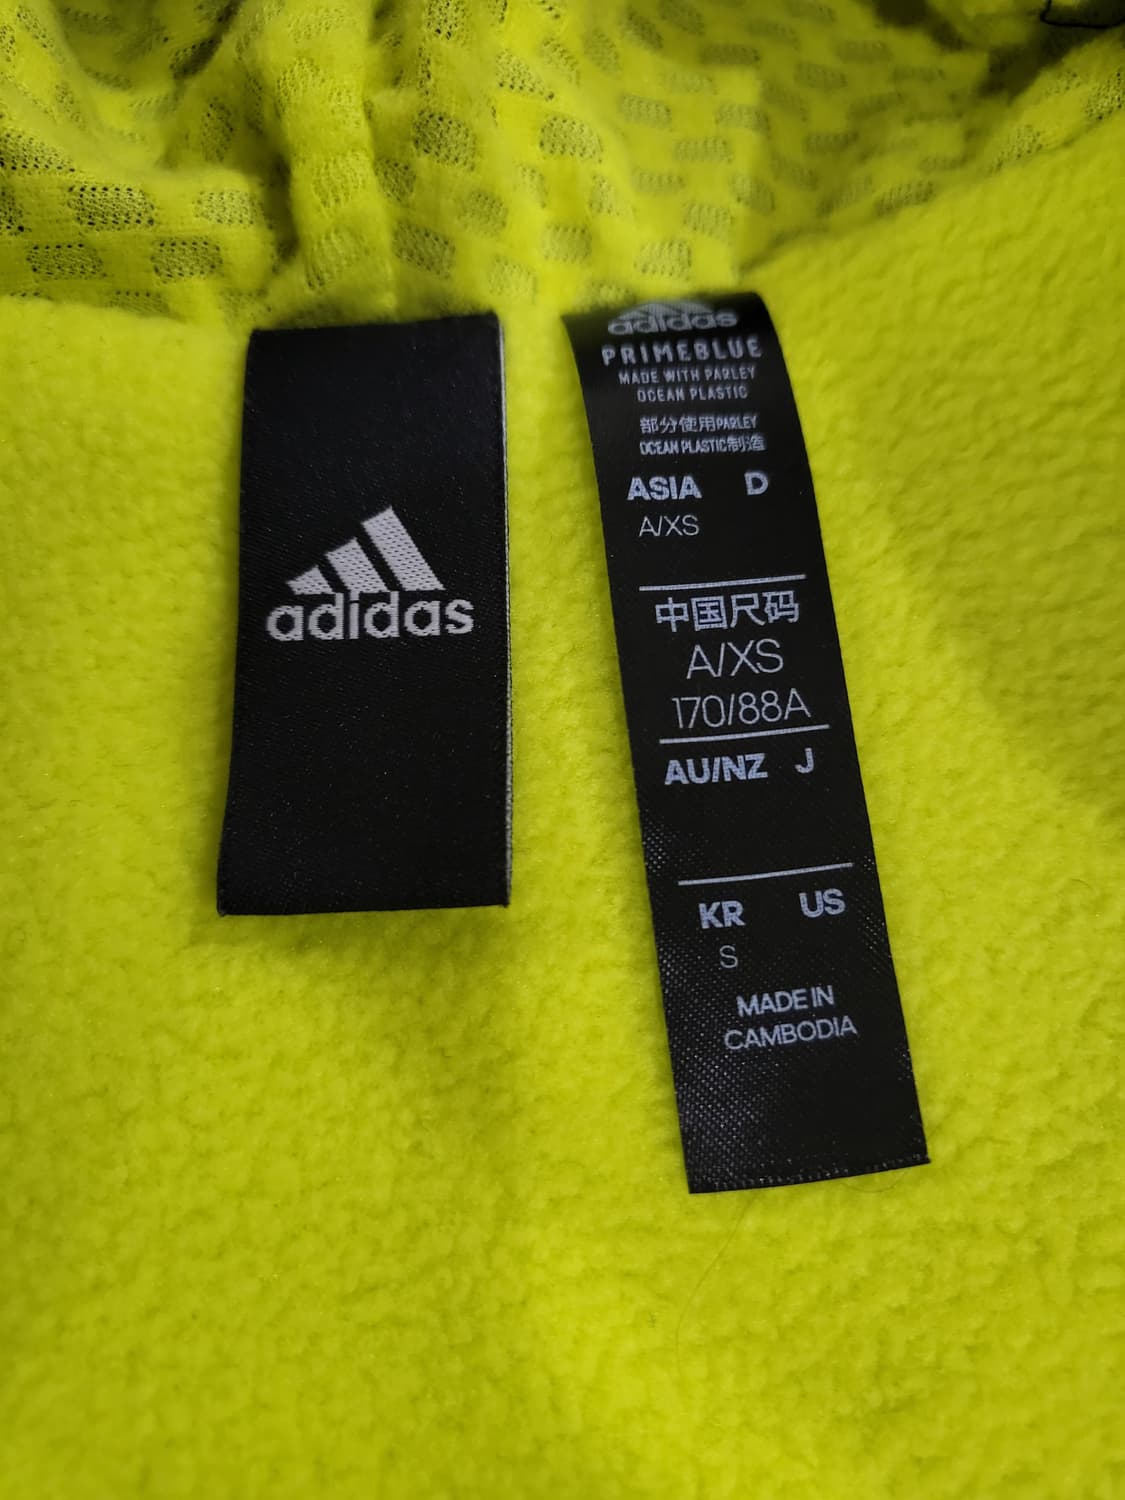 adidas
adidas
PRIMEBLUE
MADE WITH PARLEY
OCEAN PLASTIC
部分使用PARLEY
OCEAN PLASTIC制造
ASIA D
A/XS
中国尺码
A/XS
170/88A
AU/NZ J
KR US
S
MADE IN
CAMBODIA